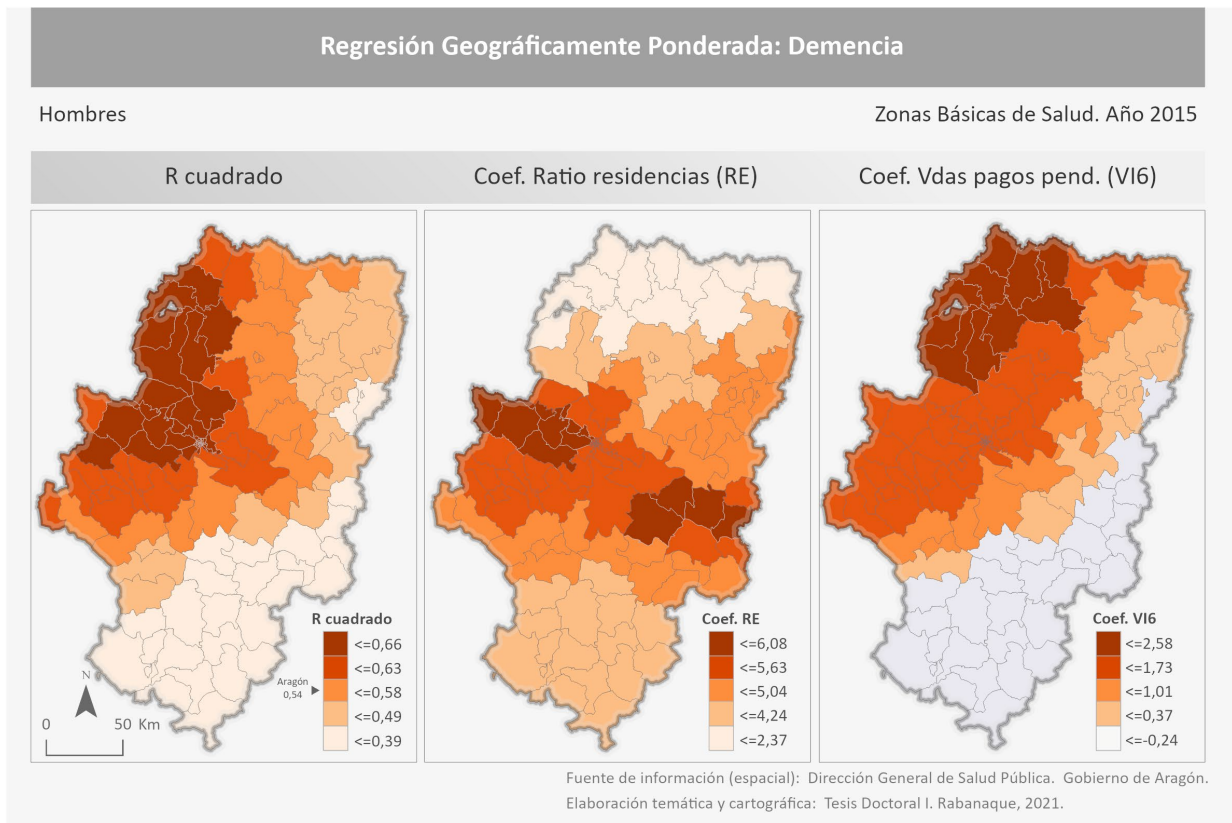 Regresión Geográficamente Ponderada: Demencia
Hombres
Zonas Básicas de Salud. Año 2015
R cuadrado
Coef. Ratio residencias (RE)
Coef. Vdas pagos pend. (VI6)
R cuadrado
<=0,66
<=0,63
<=0,58
<=0,49
<=0,39
Aragón
0,54
N
0 50 Km
Coef. RE
<=6,08
<=5,63
<=5,04
<=4,24
<=2,37
Coef. VI6
<=2,58
<=1,73
<=1,01
<=0,37
<=-0,24
Fuente de información (espacial): Dirección General de Salud Pública. Gobierno de Aragón.
Elaboración temática y cartográfica: Tesis Doctoral I. Rabanaque, 2021.